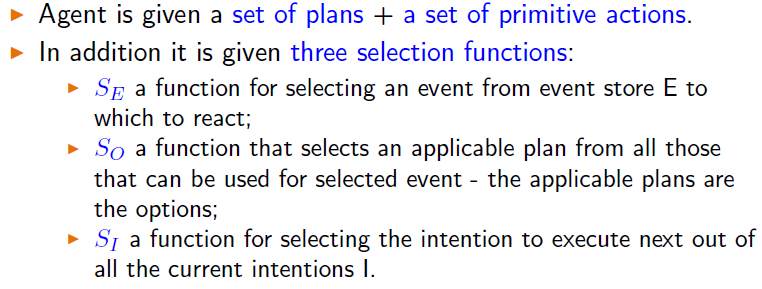 ▶ Agent is given a set of plans + a set of primitive actions.
▶ In addition it is given three selection functions:
▶ S_E a function for selecting an event from event store E to
which to react;
▶ S_O a function that selects an applicable plan from all those
that can be used for selected event - the applicable plans are
the options;
▶ S_I a function for selecting the intention to execute next out of
all the current intentions I.